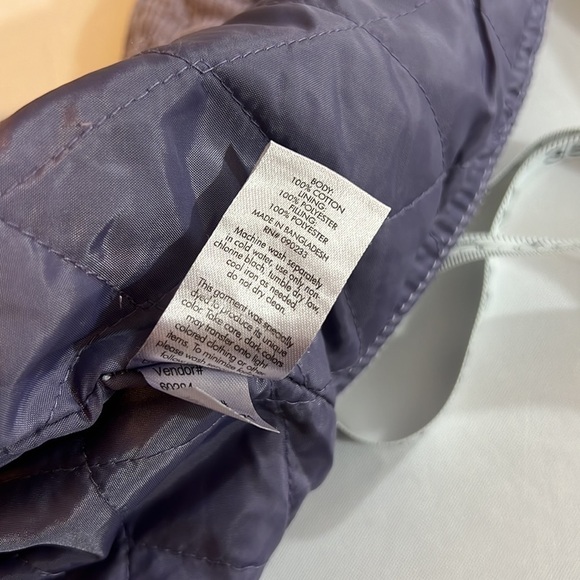 BODY:
100% COTTON
LINING:
100% POLYESTER
FILLING:
100% POLYESTER
MADE IN BANGLADESH
RN# 090233
Machine wash separately
in cold water, use only non-
chlorine blitch, tumble dry low,
cool iron as needed,
do not dry clean.
This garment was specially
dyed to produce its unique
color. Take care, dark colors
may transfer onto light
colored clothing or other
items. To minimize
please wash
follow
Vendor#
60294